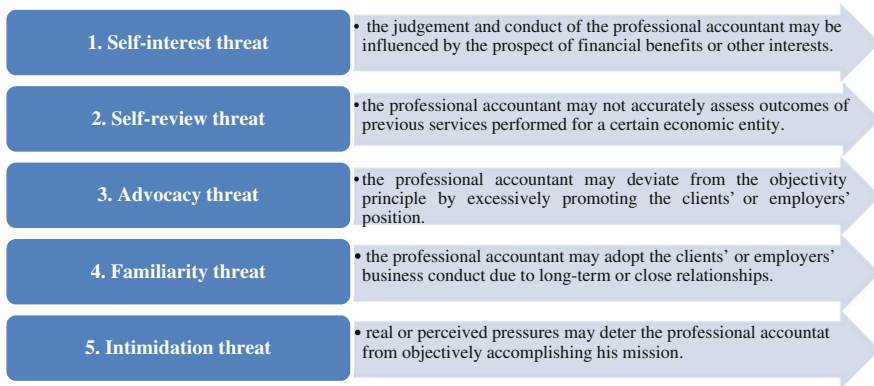 1. Self-interest threat
• the judgement and conduct of the professional accountant may be
influenced by the prospect of financial benefits or other interests.
2. Self-review threat
• the professional accountant may not accurately assess outcomes of
previous services performed for a certain economic entity.
3. Advocacy threat
• the professional accountant may deviate from the objectivity
principle by excessively promoting the clients’ or employers’
position.
4. Familiarity threat
• the professional accountant may adopt the clients’ or employers’
business conduct due to long-term or close relationships.
5. Intimidation threat
• real or perceived pressures may deter the professional accountat
from objectively accomplishing his mission.